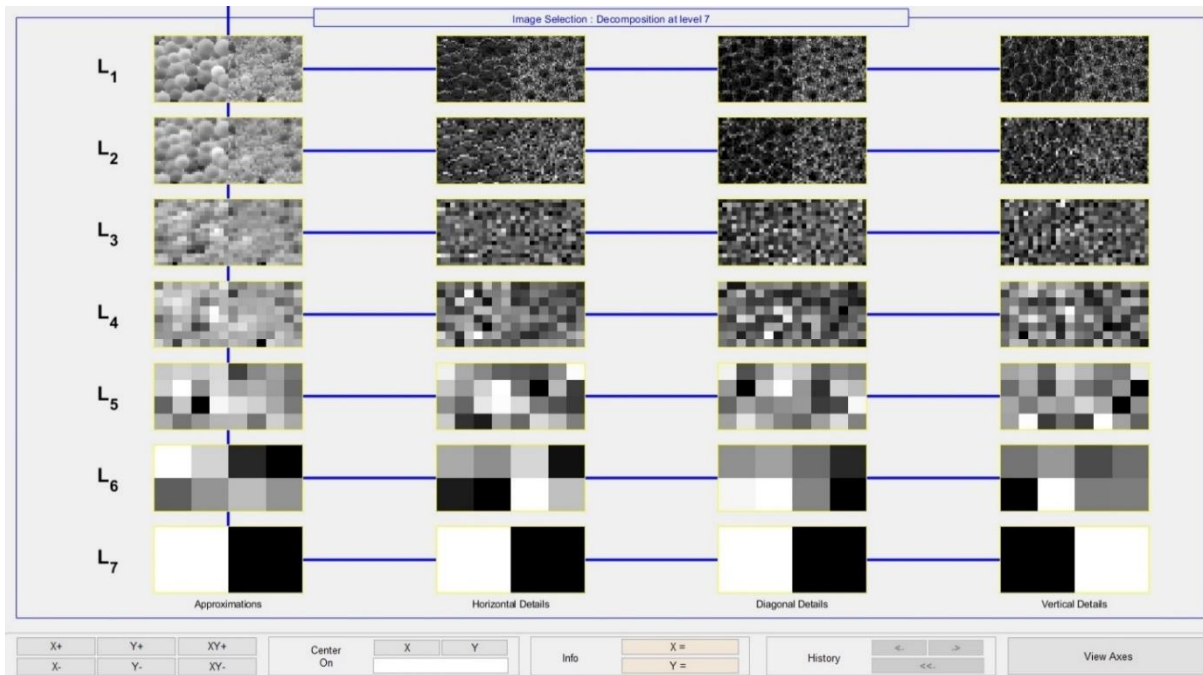 Image Selection : Decomposition at level 7
L1
L2
L3
L4
L5
L6
L7
Approximations Horizontal Details Diagonal Details Vertical Details
X+ Y+ XY+ Center On X Y Info X = History <- -> View Axes
X- Y- XY- Y = <<-